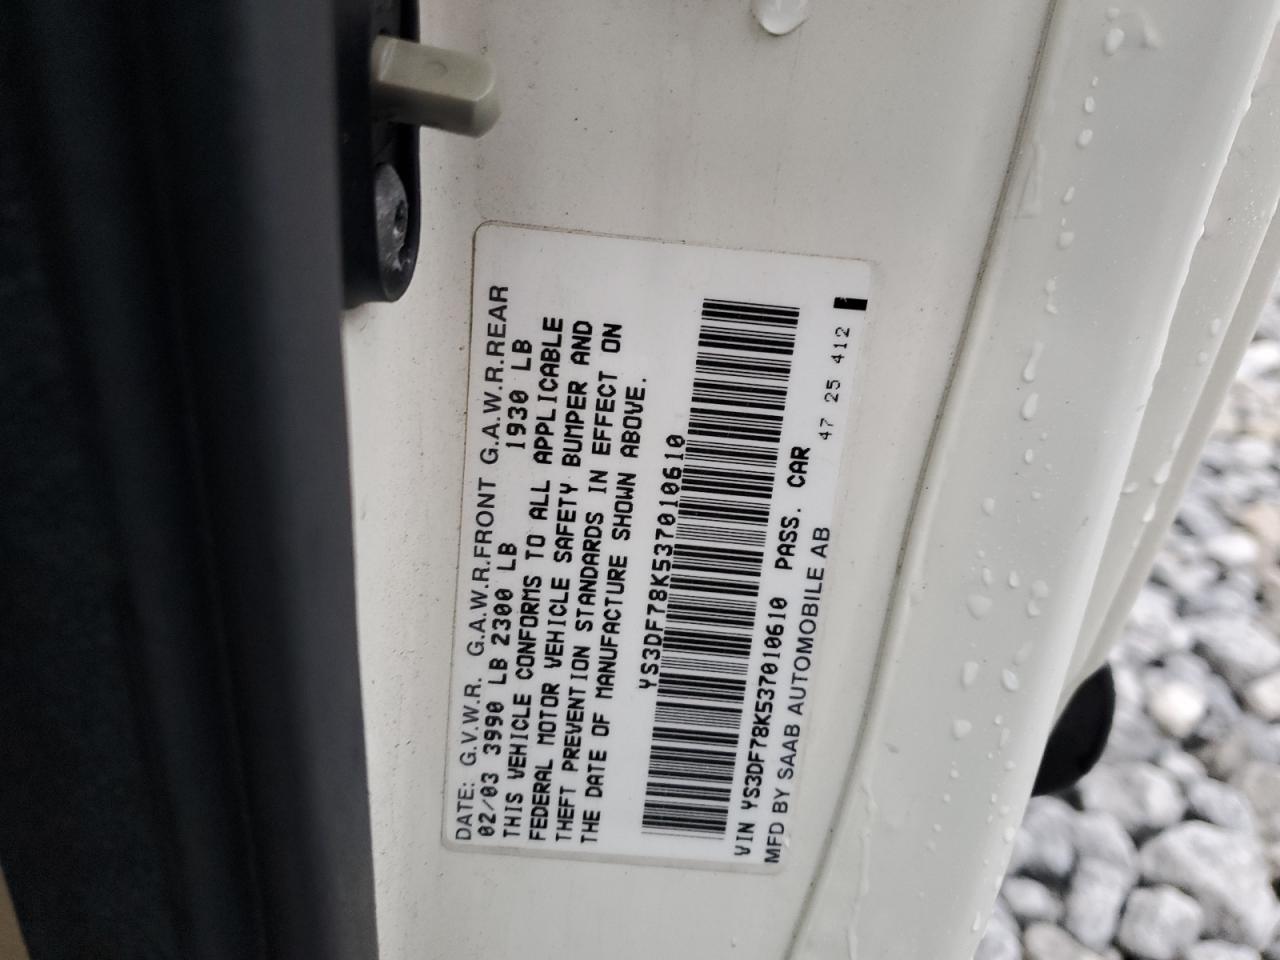 DATE: G.V.W.R. G.A.W.R.FRONT G.A.W.R.REAR
02/03 3990 LB 2300 LB 1930 LB
THIS VEHICLE CONFORMS TO ALL APPLICABLE
FEDERAL MOTOR VEHICLE SAFETY BUMPER AND
THEFT PREVENTION STANDARDS IN EFFECT ON
THE DATE OF MANUFACTURE SHOWN ABOVE.
YS3DF78K537010610
VIN YS3DF78K537010610 PASS. CAR
MFD BY SAAB AUTOMOBILE AB 47 25 412